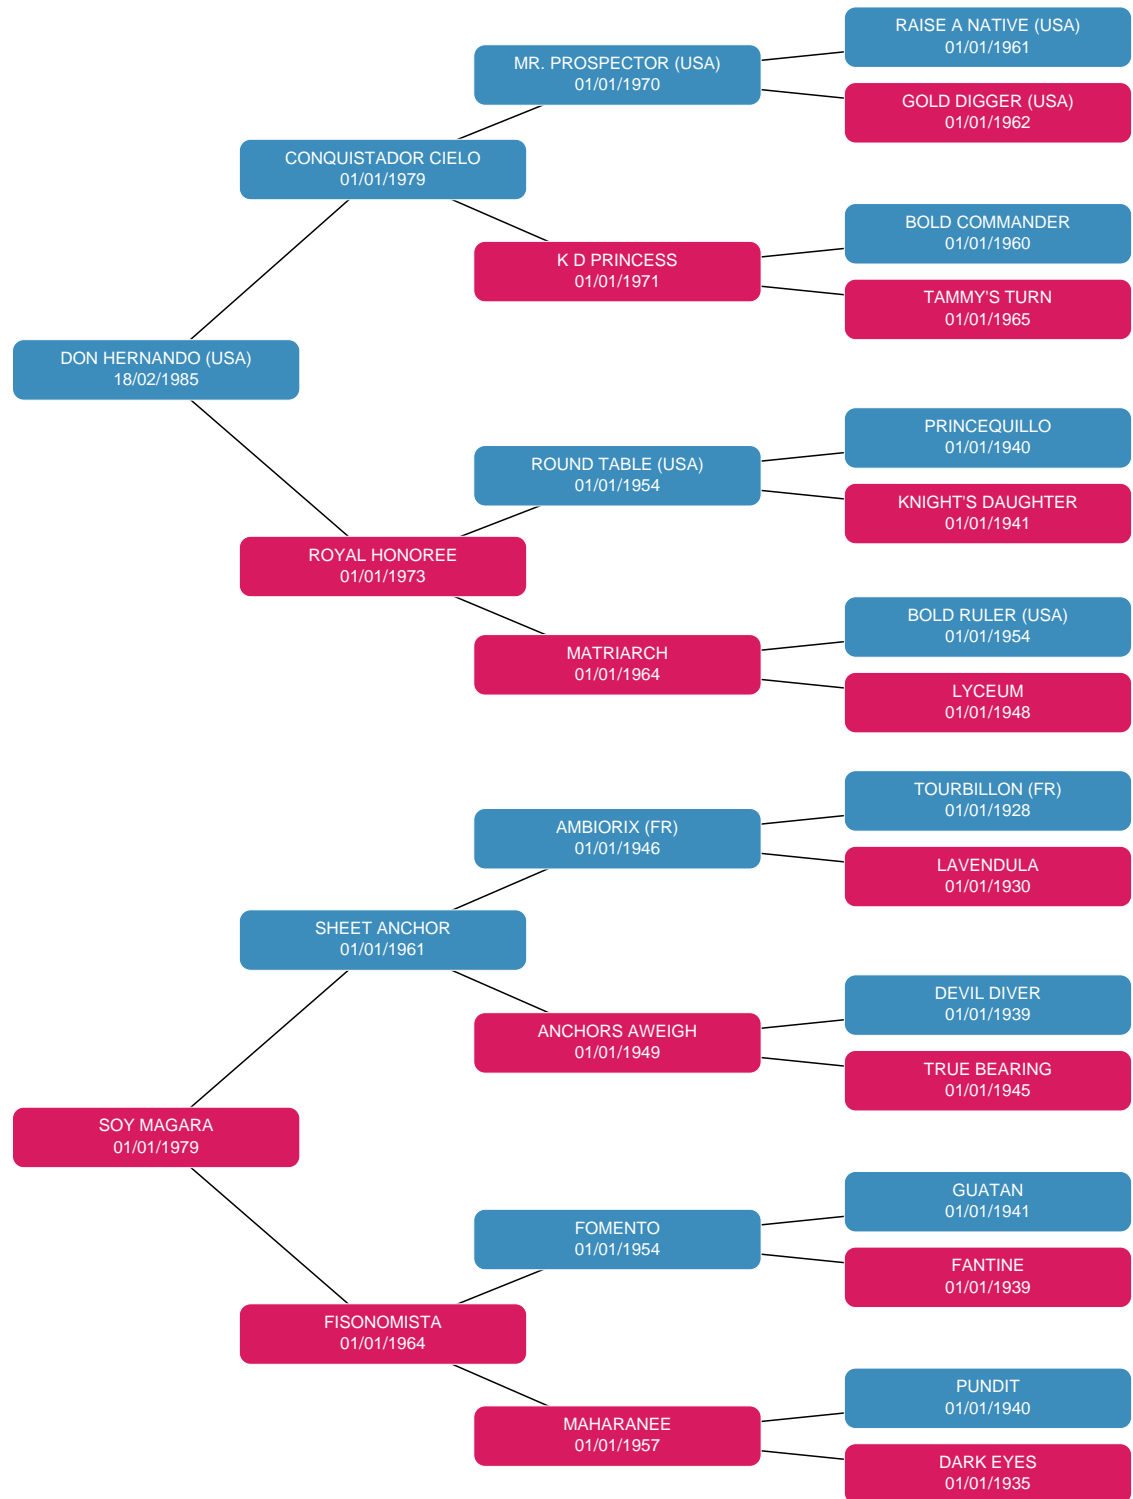 RAISE A NATIVE (USA)
01/01/1961
MR. PROSPECTOR (USA)
01/01/1970
GOLD DIGGER (USA)
01/01/1962
CONQUISTADOR CIELO
01/01/1979
BOLD COMMANDER
01/01/1960
K D PRINCESS
01/01/1971
TAMMY'S TURN
01/01/1965
DON HERNANDO (USA)
18/02/1985
PRINCEQUILLO
01/01/1940
ROUND TABLE (USA)
01/01/1954
KNIGHT'S DAUGHTER
01/01/1941
ROYAL HONOREE
01/01/1973
BOLD RULER (USA)
01/01/1954
MATRIARCH
01/01/1964
LYCEUM
01/01/1948
TOURBILLON (FR)
01/01/1928
AMBIORIX (FR)
01/01/1946
LAVENDULA
01/01/1930
SHEET ANCHOR
01/01/1961
DEVIL DIVER
01/01/1939
ANCHORS AWEIGH
01/01/1949
TRUE BEARING
01/01/1945
SOY MAGARA
01/01/1979
GUATAN
01/01/1941
FOMENTO
01/01/1954
FANTINE
01/01/1939
FISONOMISTA
01/01/1964
PUNDIT
01/01/1940
MAHARANEE
01/01/1957
DARK EYES
01/01/1935